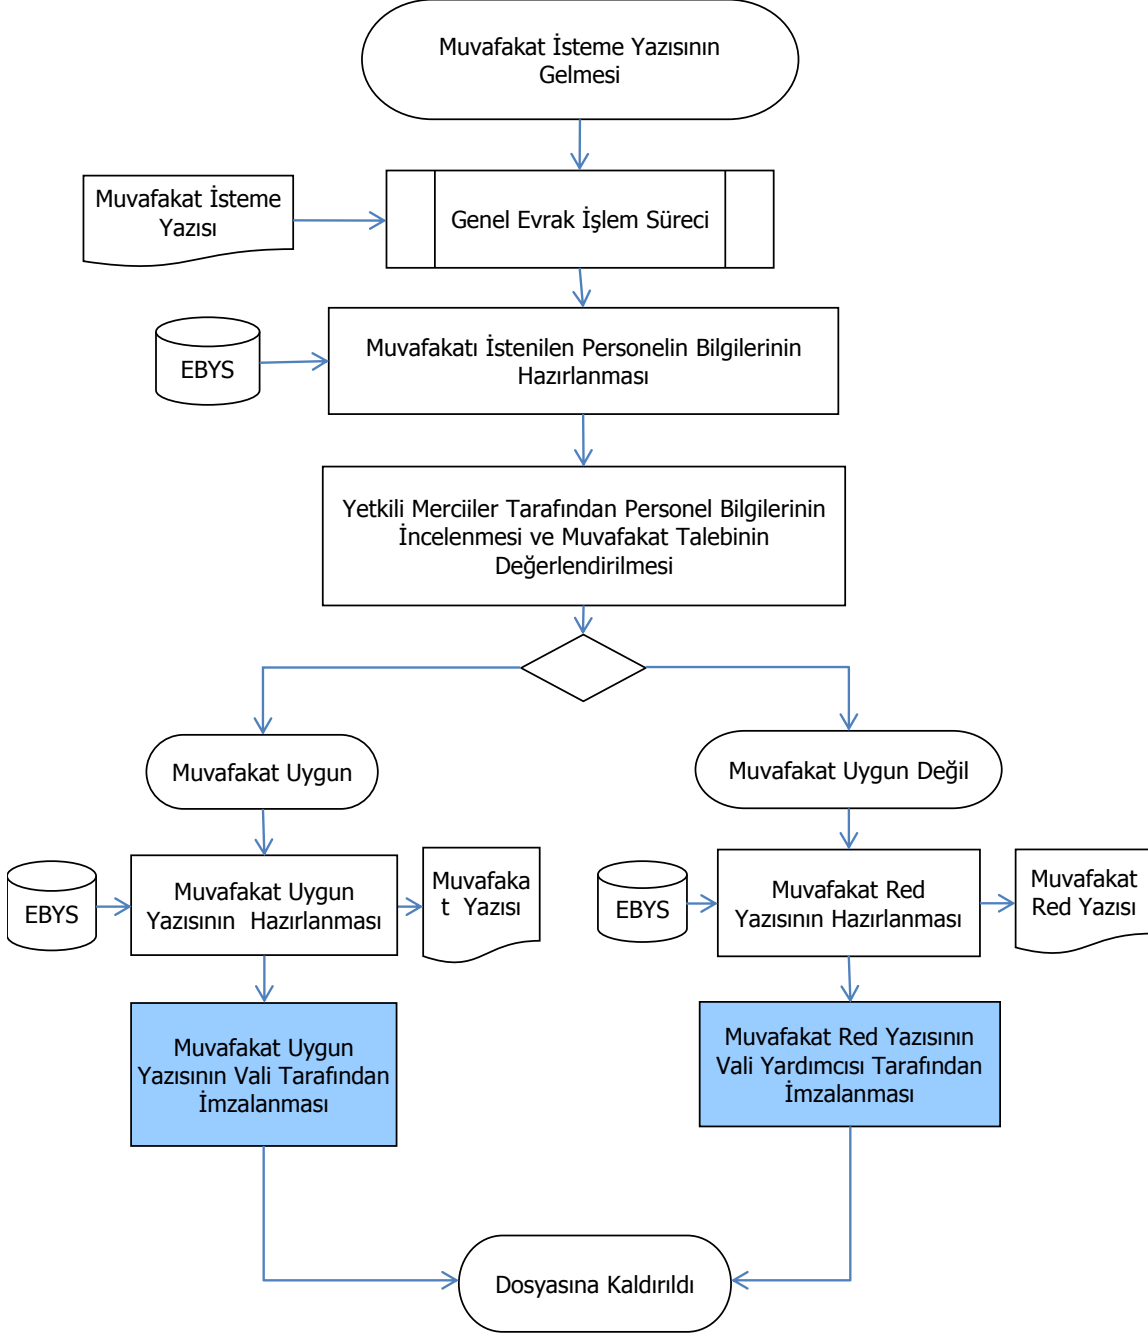 Muvafakat İsteme Yazısının
Gelmesi
Muvafakat İsteme
Yazısı
Genel Evrak İşlem Süreci
EBYS
Muvafakatı İstenilen Personelin Bilgilerinin
Hazırlanması
Yetkili Merciiler Tarafından Personel Bilgilerinin
İncelenmesi ve Muvafakat Talebinin
Değerlendirilmesi
Muvafakat Uygun
Muvafakat Uygun Değil
EBYS
Muvafakat Uygun
Yazısının Hazırlanması
Muvafaka
t Yazısı
EBYS
Muvafakat Red
Yazısının Hazırlanması
Muvafakat
Red Yazısı
Muvafakat Uygun
Yazısının Vali Tarafından
İmzalanması
Muvafakat Red Yazısının
Vali Yardımcısı Tarafından
İmzalanması
Dosyasına Kaldırıldı